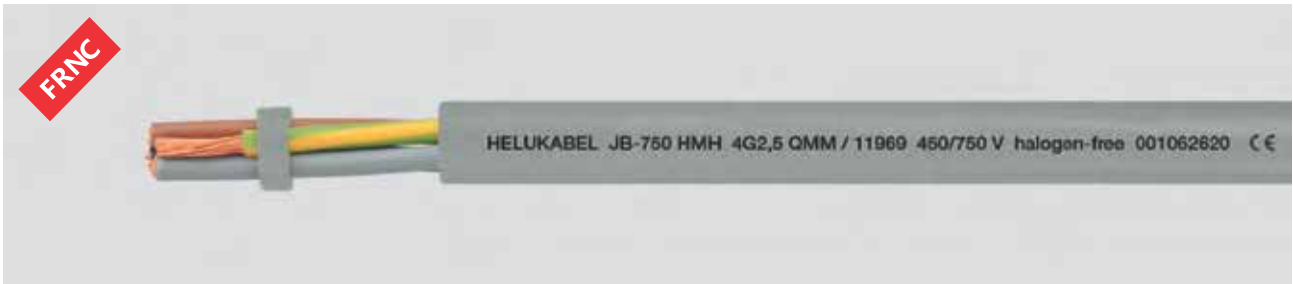 FRNC
HELUKABEL JB-750 HMH 4G2,5 QMM / 11969 450/750 V halogen-free 001062620 CE